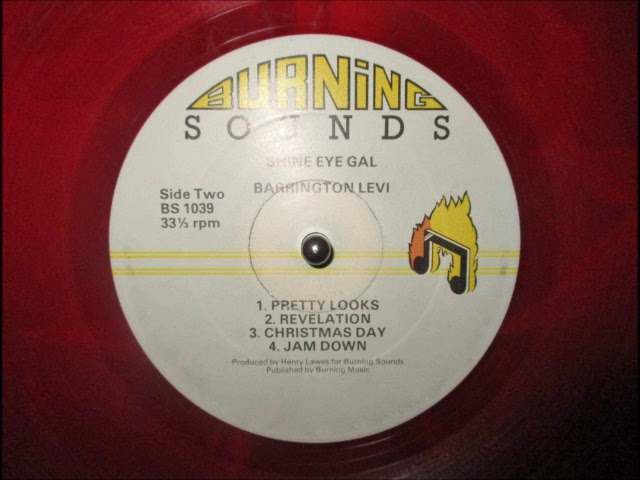 BURNiNG
SOUNDS
SHINE EYE GAL
BARRINGTON LEVI
Side Two
BS 1039
33⅓ rpm
1. PRETTY LOOKS
2. REVELATION
3. CHRISTMAS DAY
4. JAM DOWN
Produced by Henry Lawes for Burning Sounds
Published by Burning Music